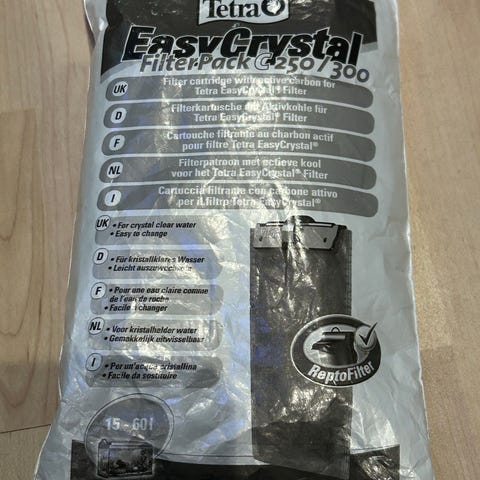 Tetra
EasyCrystal
FilterPack C 250/300
UK
Filter cartridge with active carbon for
Tetra EasyCrystal® Filter
D
Filterkartusche mit Aktivkohle für
Tetra EasyCrystal® Filter
F
Cartouche filtrante au charbon actif
pour filtre Tetra EasyCrystal®
NL
Filterpatroon met actieve kool
voor het Tetra EasyCrystal® Filter
I
Cartuccia filtrante con carbone attivo
per il filtro Tetra EasyCrystal®
UK
• For crystal clear water
• Easy to change
D
• Für kristallklares Wasser
• Leicht auszuwechseln
F
• Pour une eau claire comme
de l'eau de roche
• Facile à changer
NL
• Voor kristalhelder water
• Gemakkelijk uitwisselbaar
I
• Per un'acqua cristallina
• Facile da sostituire
ReptoFilter
15 - 60 l